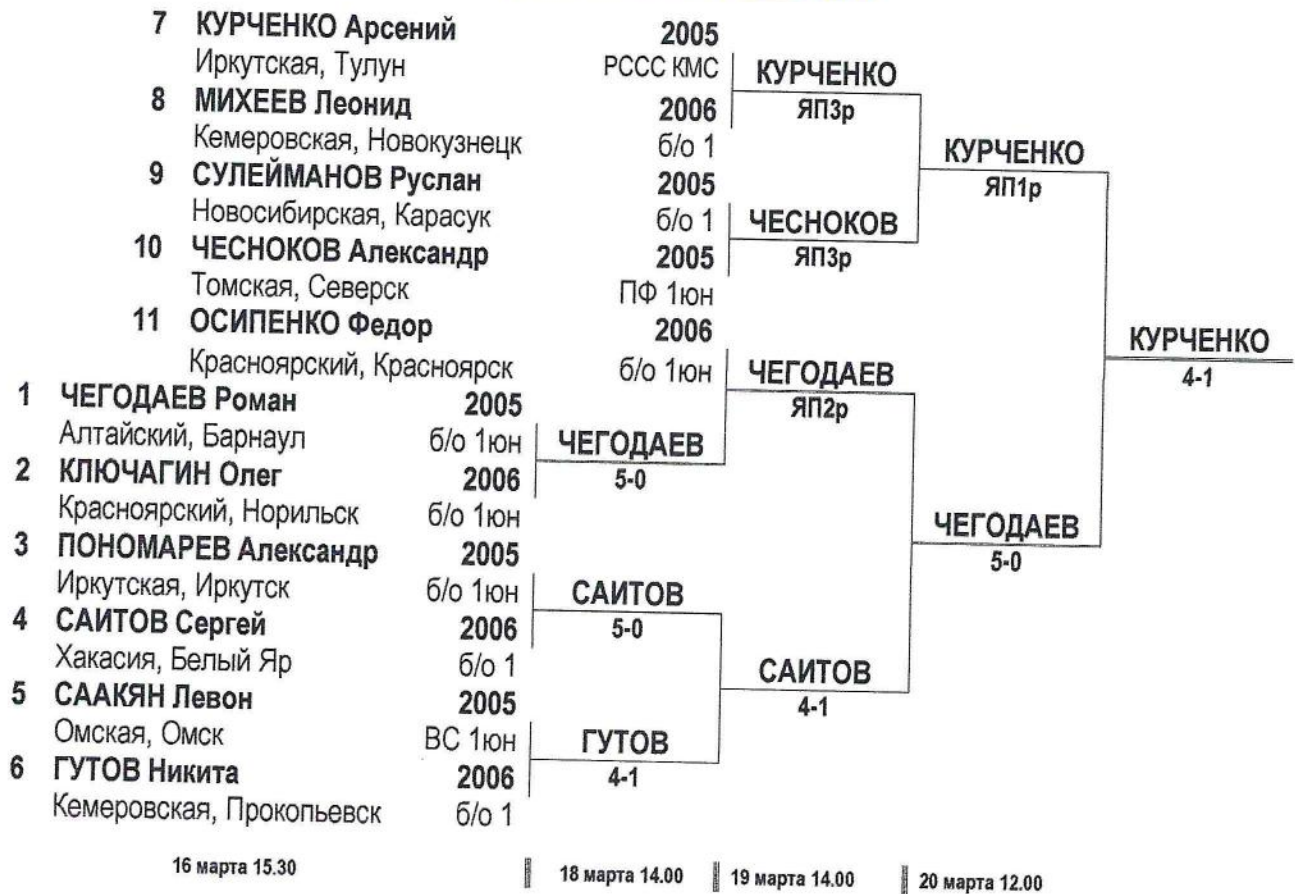 7 КУРЧЕНКО Арсений 2005
Иркутская, Тулун РССС КМС
КУРЧЕНКО
8 МИХЕЕВ Леонид 2006
ЯП3р
Кемеровская, Новокузнецк б/о 1
КУРЧЕНКО
9 СУЛЕЙМАНОВ Руслан 2005
ЯП1р
Новосибирская, Карасук б/о 1
ЧЕСНОКОВ
10 ЧЕСНОКОВ Александр 2005
ЯП3р
Томская, Северск ПФ 1юн
11 ОСИПЕНКО Федор 2006
КУРЧЕНКО
4-1
Красноярский, Красноярск б/о 1юн
ЧЕГОДАЕВ
ЯП2р
1 ЧЕГОДАЕВ Роман 2005
Алтайский, Барнаул б/о 1юн
ЧЕГОДАЕВ
5-0
2 КЛЮЧАГИН Олег 2006
Красноярский, Норильск б/о 1юн
ЧЕГОДАЕВ
5-0
3 ПОНОМАРЕВ Александр 2005
Иркутская, Иркутск б/о 1юн
САИТОВ
5-0
4 САИТОВ Сергей 2006
Хакасия, Белый Яр б/о 1
САИТОВ
4-1
5 СААКЯН Левон 2005
Омская, Омск ВС 1юн
ГУТОВ
4-1
6 ГУТОВ Никита 2006
Кемеровская, Прокопьевск б/о 1
16 марта 15.30 18 марта 14.00 19 марта 14.00 20 марта 12.00